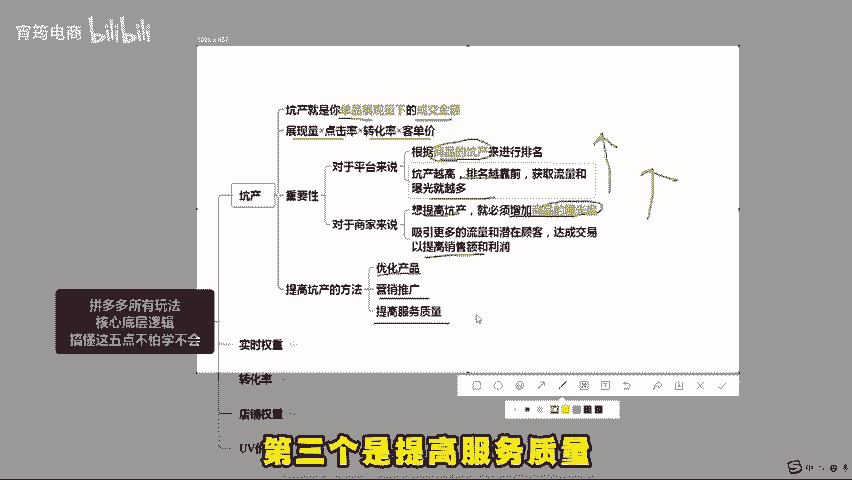 宵筠电商 bilibili
坑产就是你单品展现量下的成交金额
展现量*点击率*转化率*客单价
根据商品的坑产来进行排名
对于平台来说
坑产越高，排名越靠前，获取流量和
曝光就越多
坑产
重要性
想提高坑产，就必须增加商品的曝光率
对于商家来说
吸引更多的流量和潜在顾客，达成交易
以提高销售额和利润
优化产品
提高坑产的方法
营销推广
提高服务质量
拼多多所有玩法
核心底层逻辑
搞懂这五点不怕学不会
实时权重
转化率
店铺权重
UV
第三个是提高服务质量
中